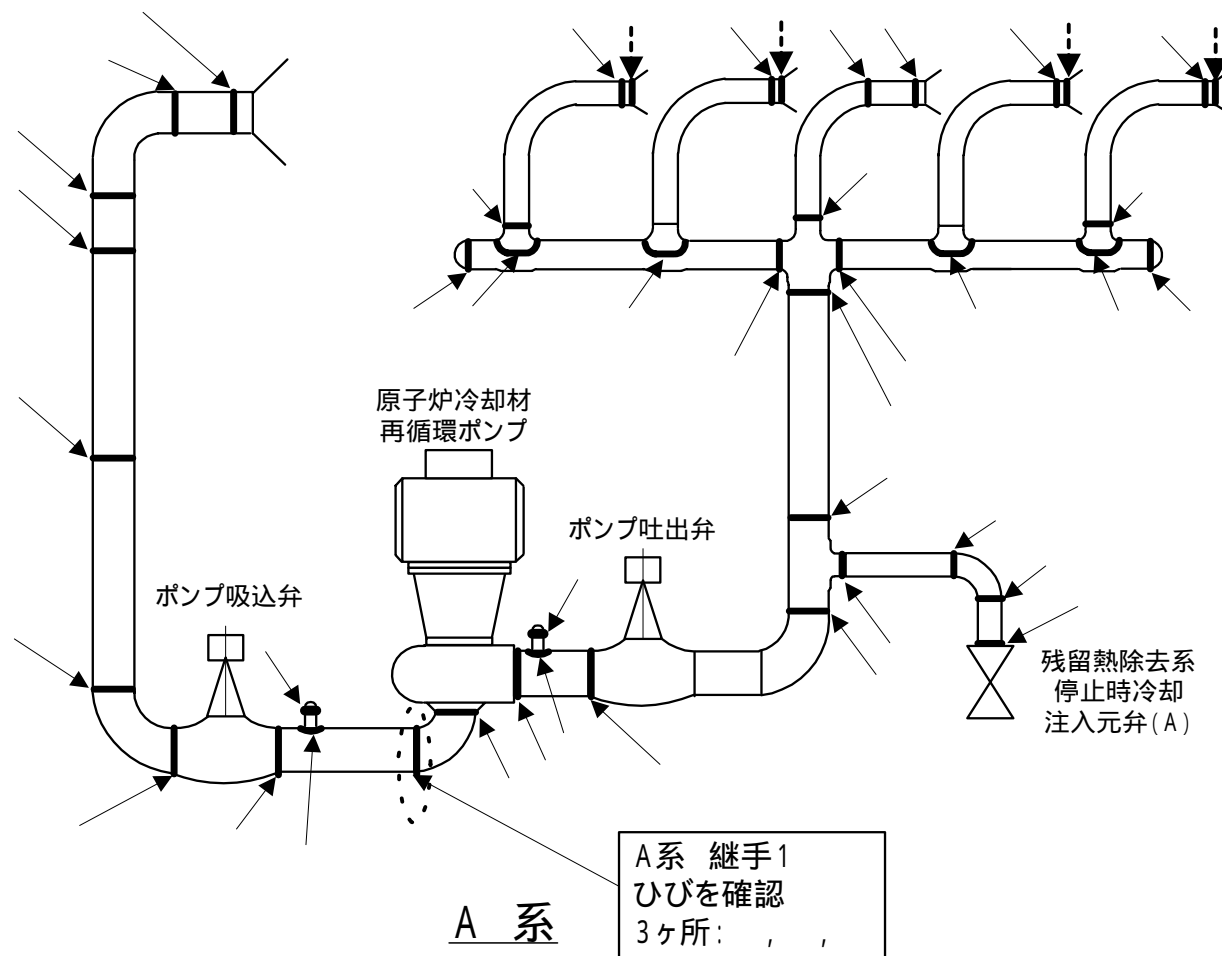 原子炉冷却材
再循環ポンプ
ポンプ吐出弁
ポンプ吸込弁
残留熱除去系
停止時冷却
注入元弁(A)
A系 継手1
ひびを確認
3ヶ所: , ,
A 系